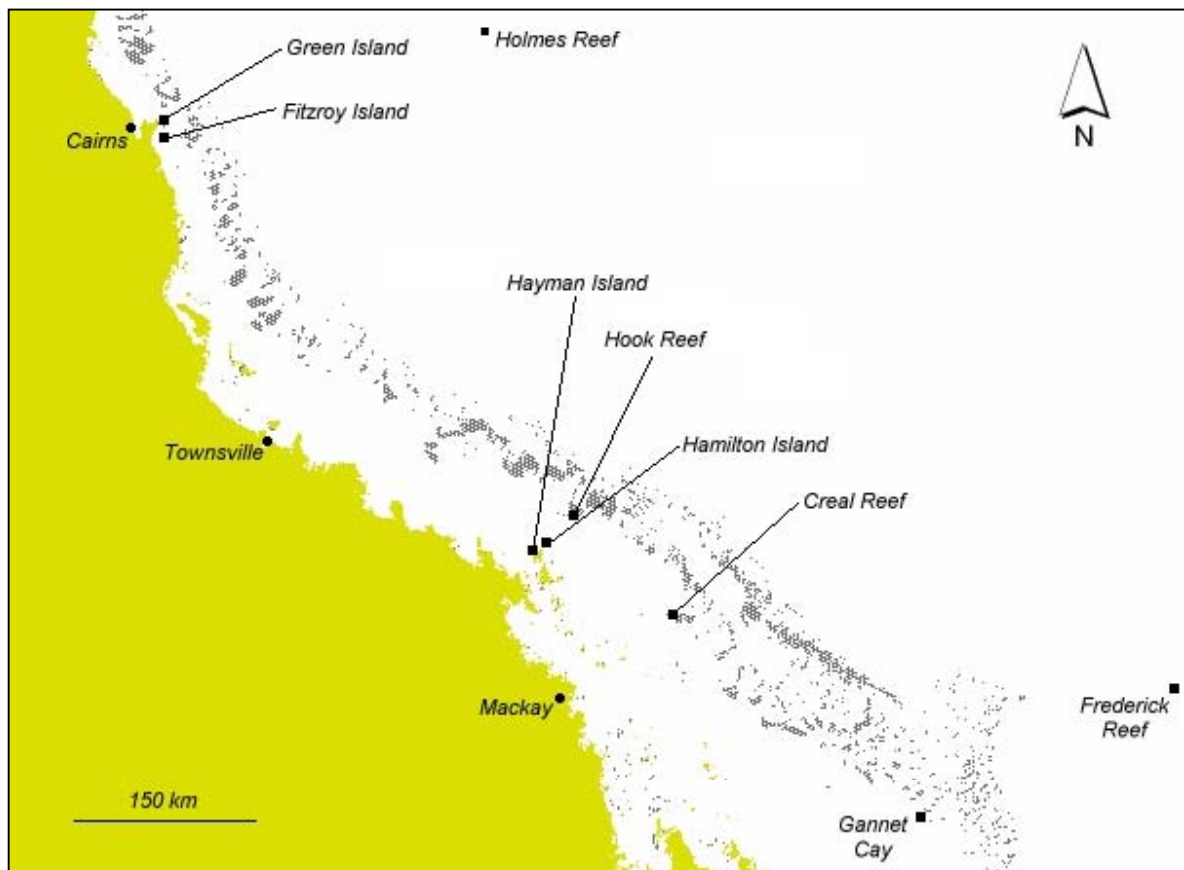 Holmes Reef
Green Island
Fitzroy Island
Cairns
N
Hayman Island
Hook Reef
Townsville
Hamilton Island
Creal Reef
Mackay
Frederick
Reef
150 km
Gannet
Cay